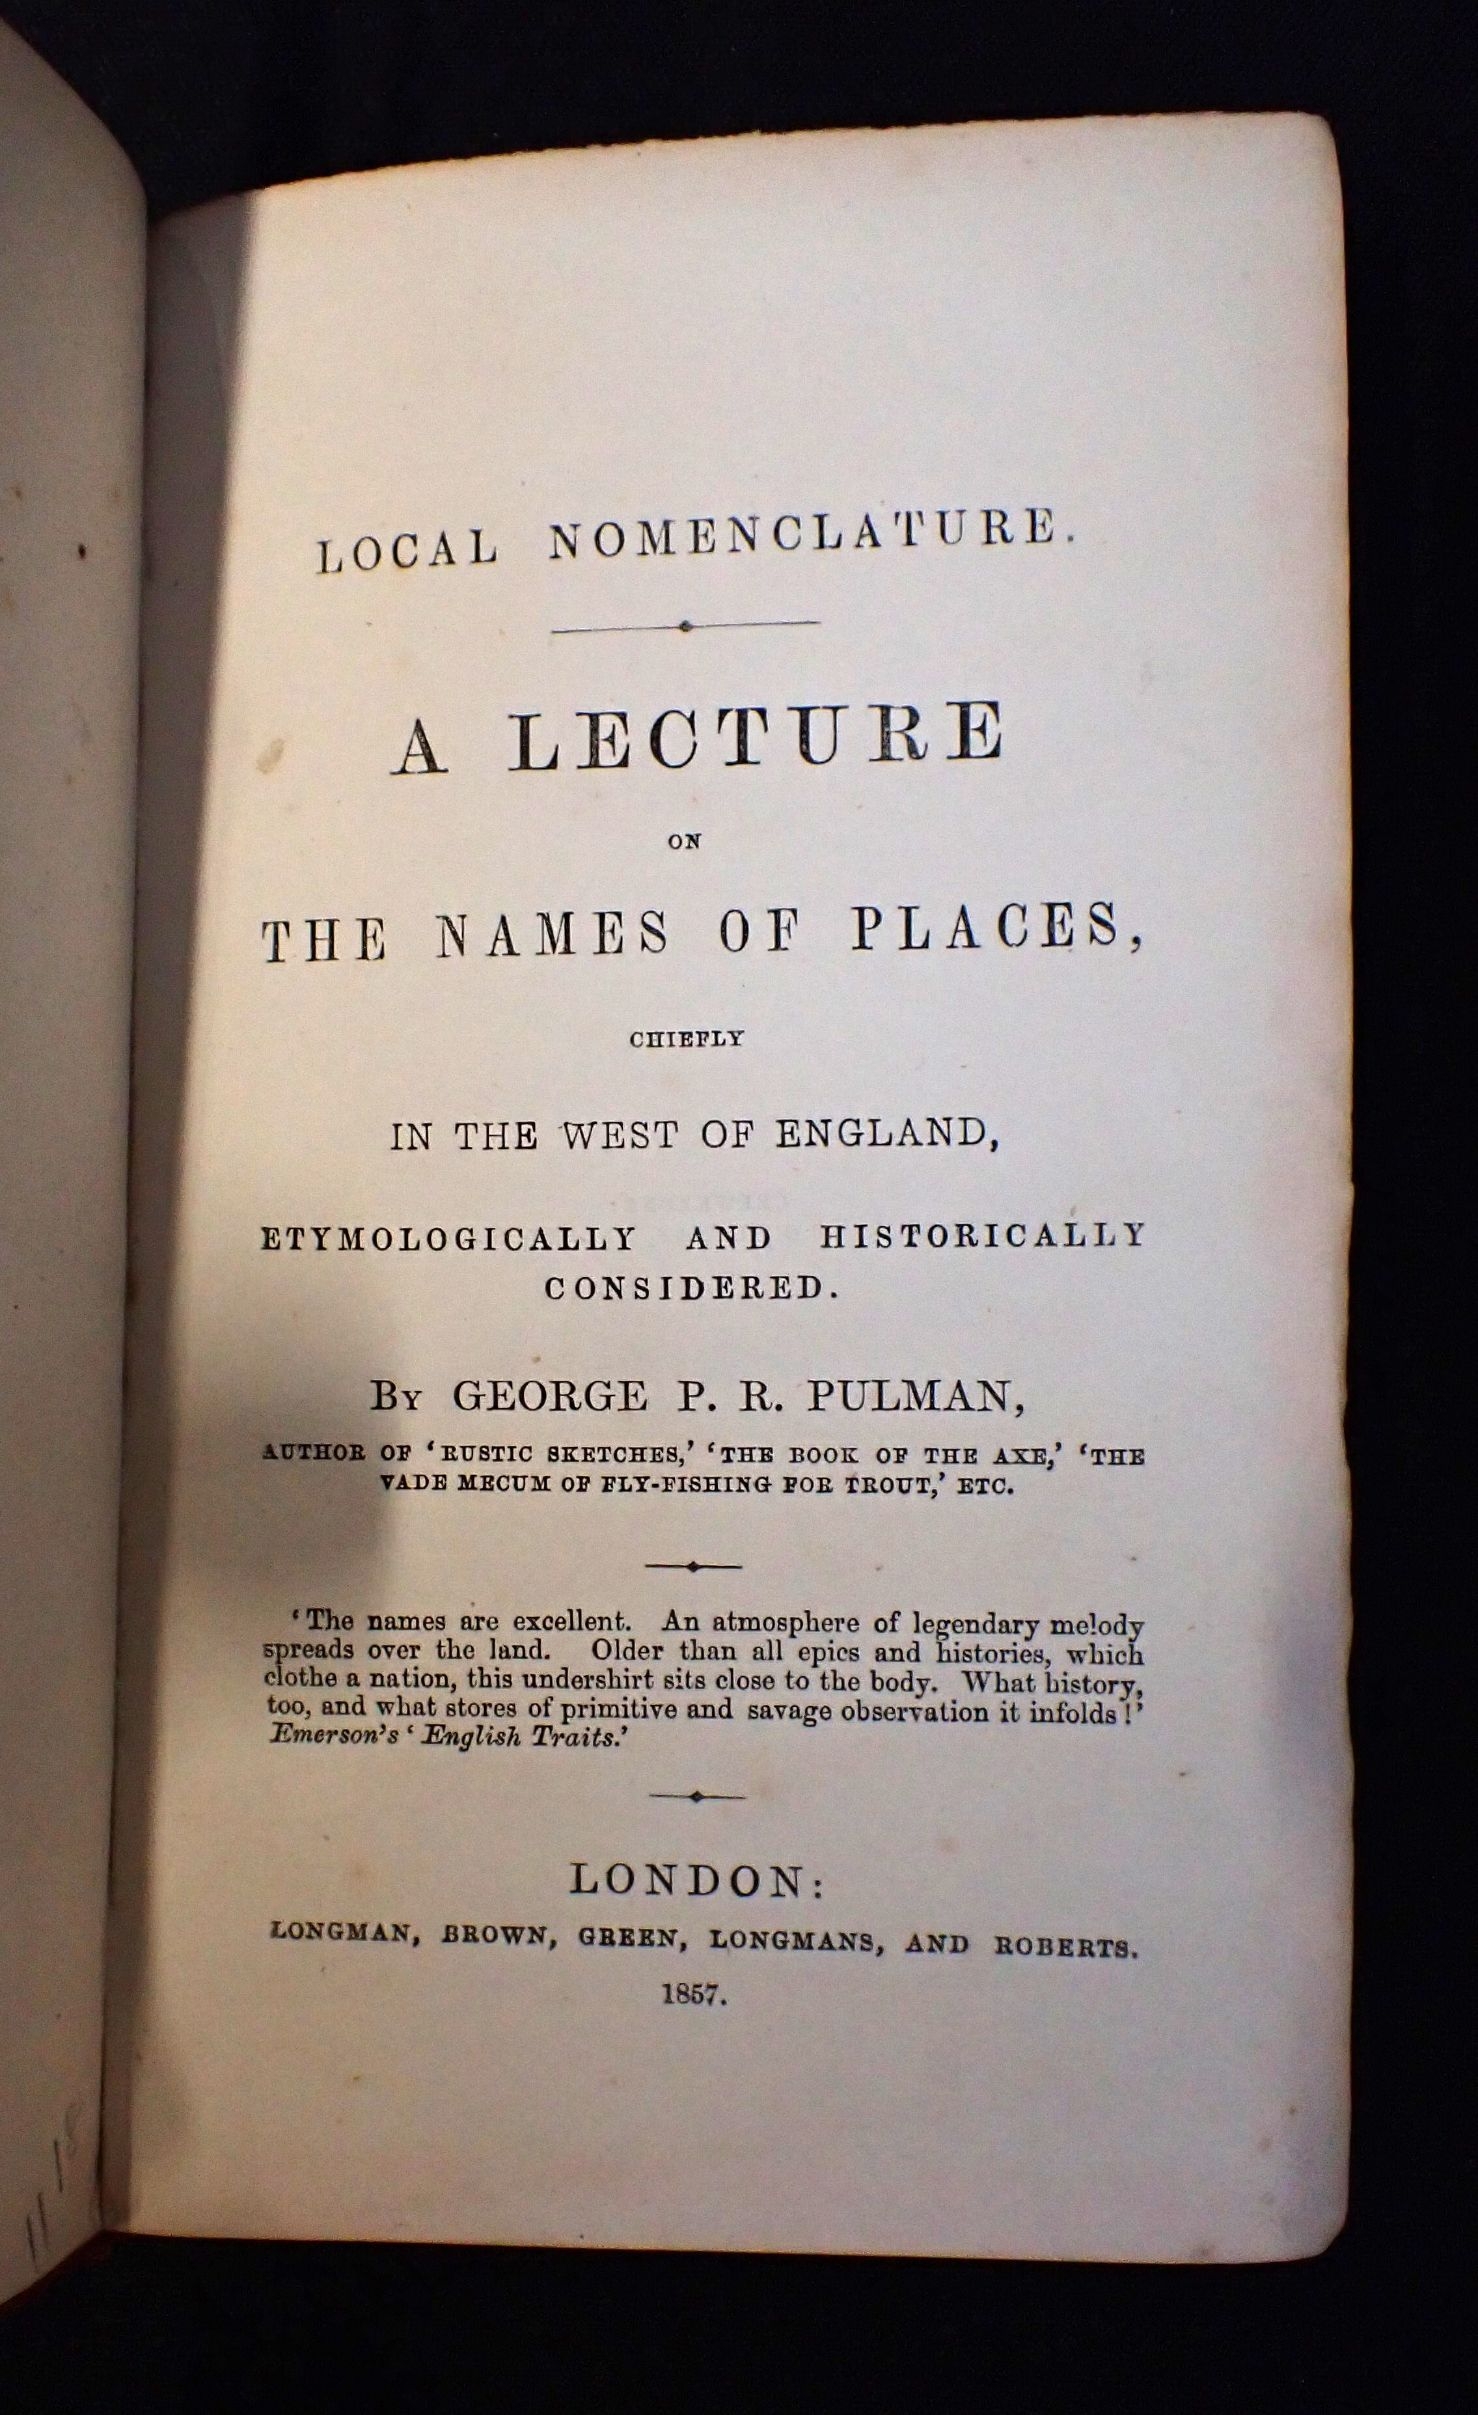 LOCAL NOMENCLATURE.
A LECTURE
ON
THE NAMES OF PLACES,
CHIEFLY
IN THE WEST OF ENGLAND,
ETYMOLOGICALLY AND HISTORICALLY
CONSIDERED.
BY GEORGE P. R. PULMAN,
AUTHOR OF ‘RUSTIC SKETCHES,’ ‘THE BOOK OF THE AXE,’ ‘THE
VADE MECUM OF FLY-FISHING FOR TROUT,’ ETC.
‘The names are excellent. An atmosphere of legendary melody
spreads over the land. Older than all epics and histories, which
clothe a nation, this undershirt sits close to the body. What history,
too, and what stores of primitive and savage observation it infolds!’
Emerson’s ‘English Traits.’
LONDON:
LONGMAN, BROWN, GREEN, LONGMANS, AND ROBERTS.
1857.